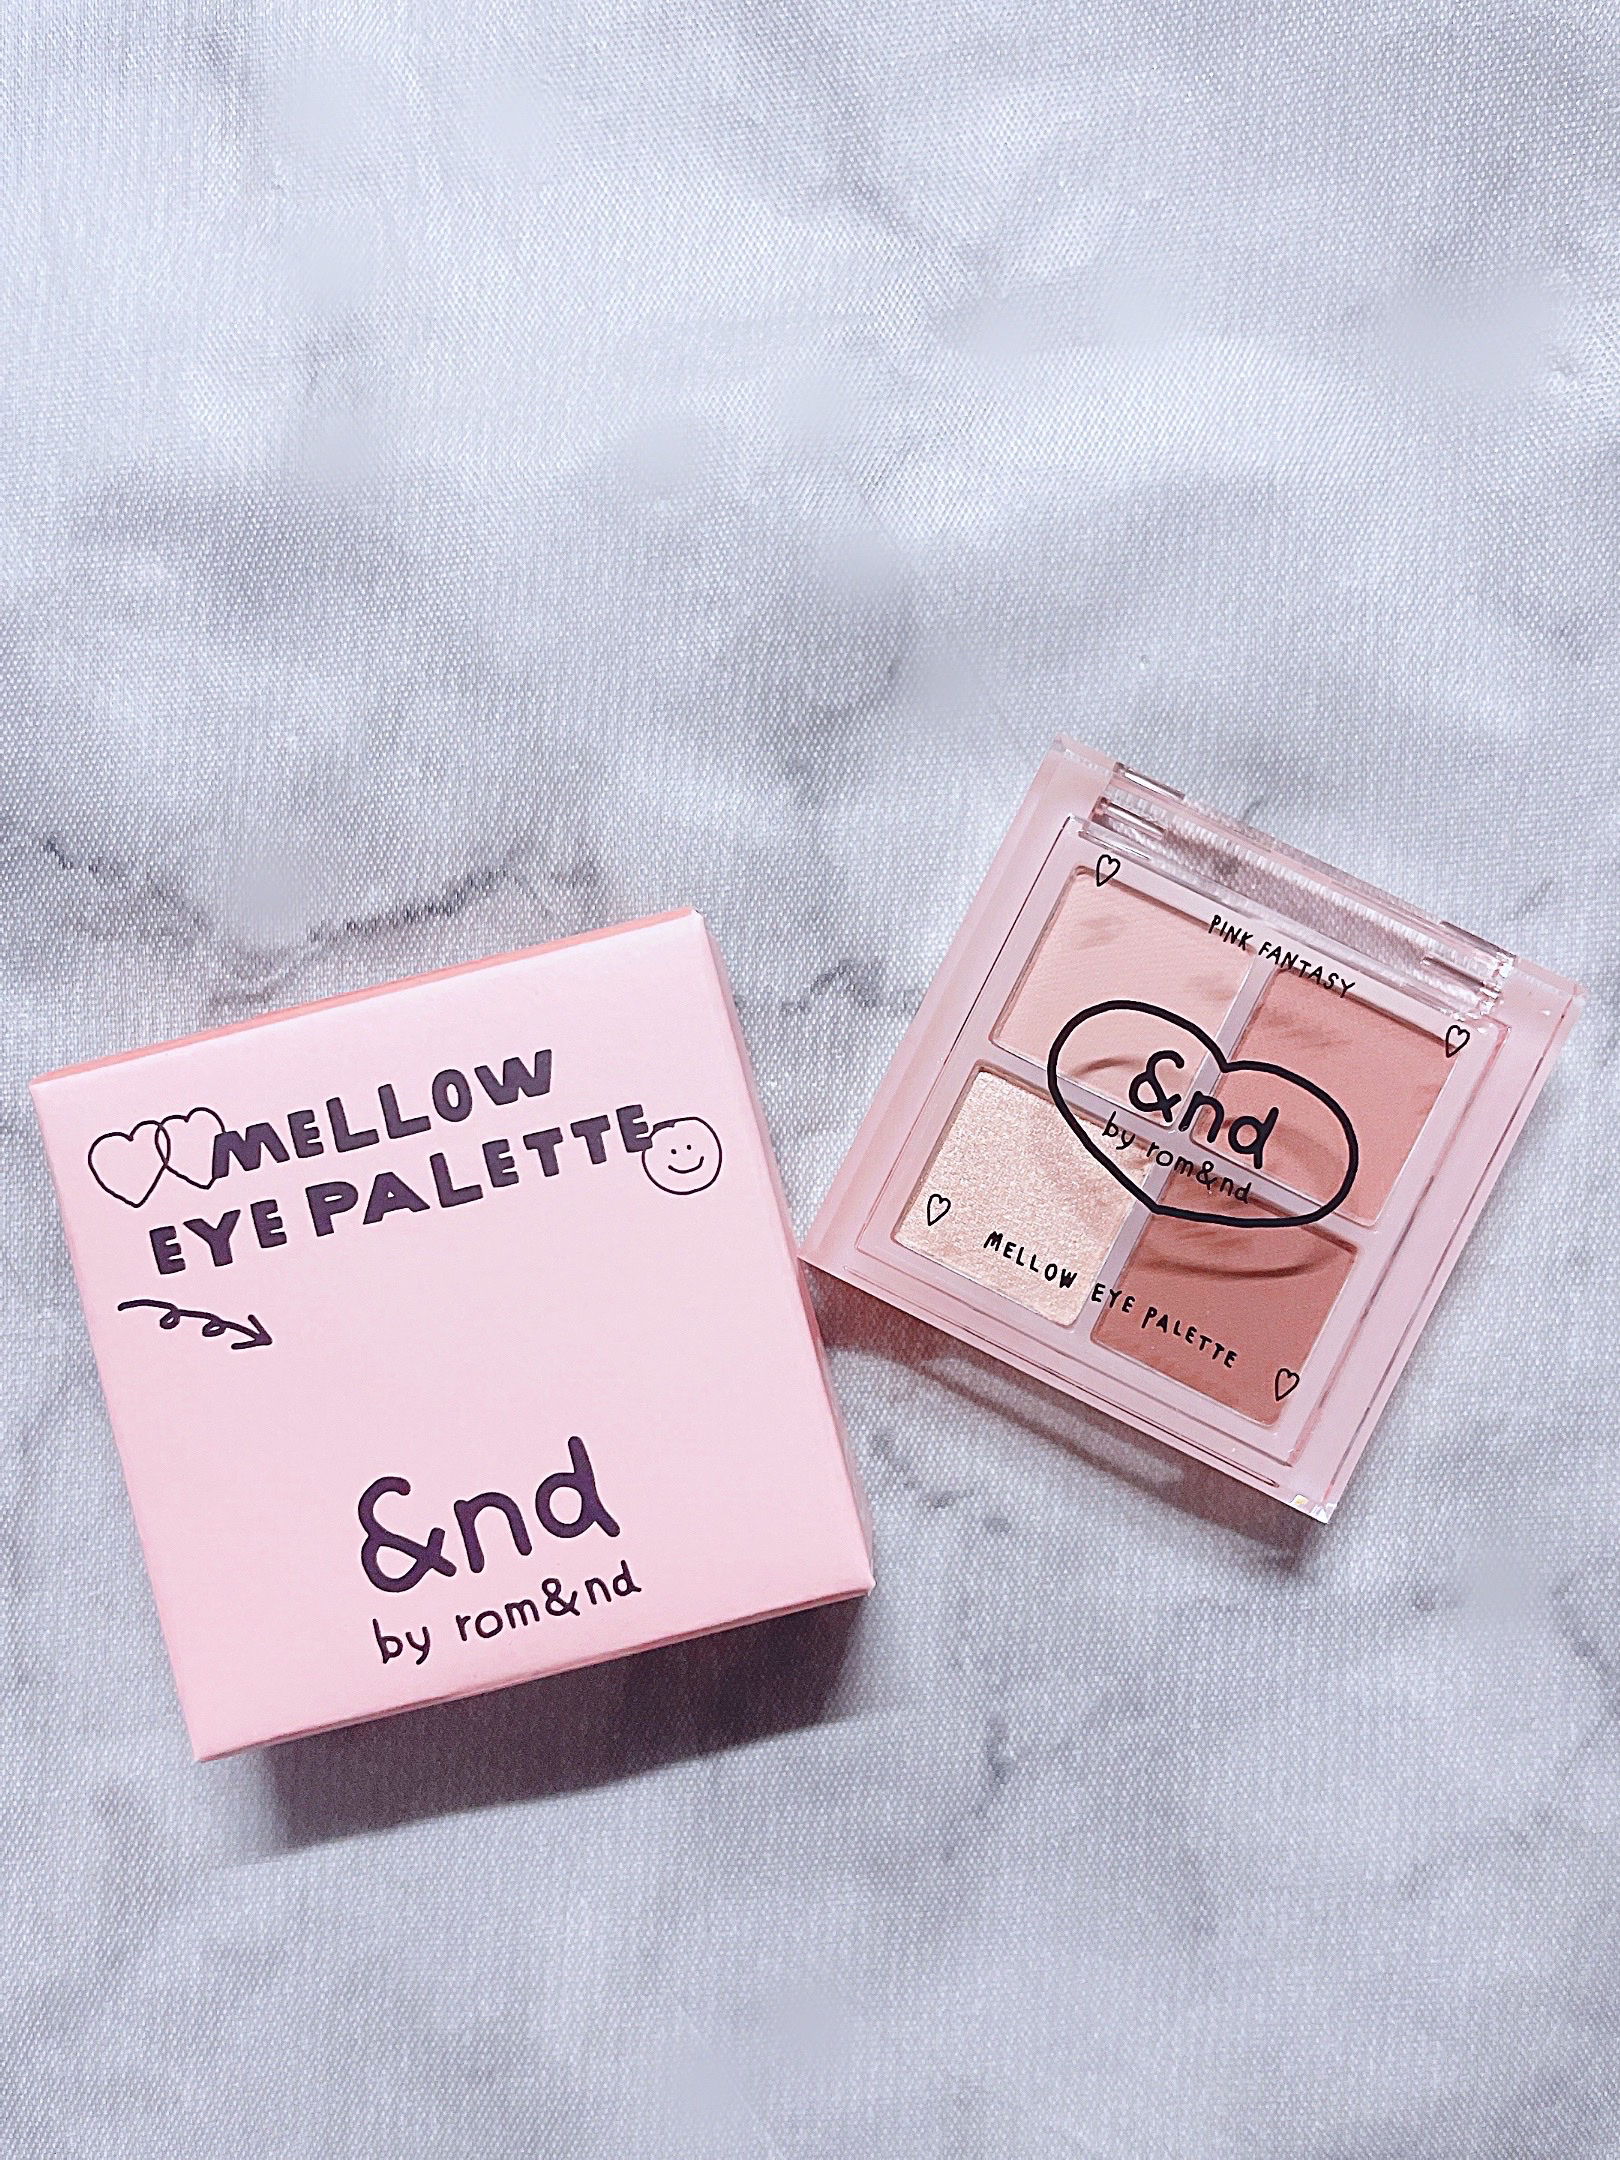 MELLOW
EYE PALETTE
&nd
by rom&nd
PINK FANTASY
&nd
by rom&nd
MELLOW EYE PALETTE